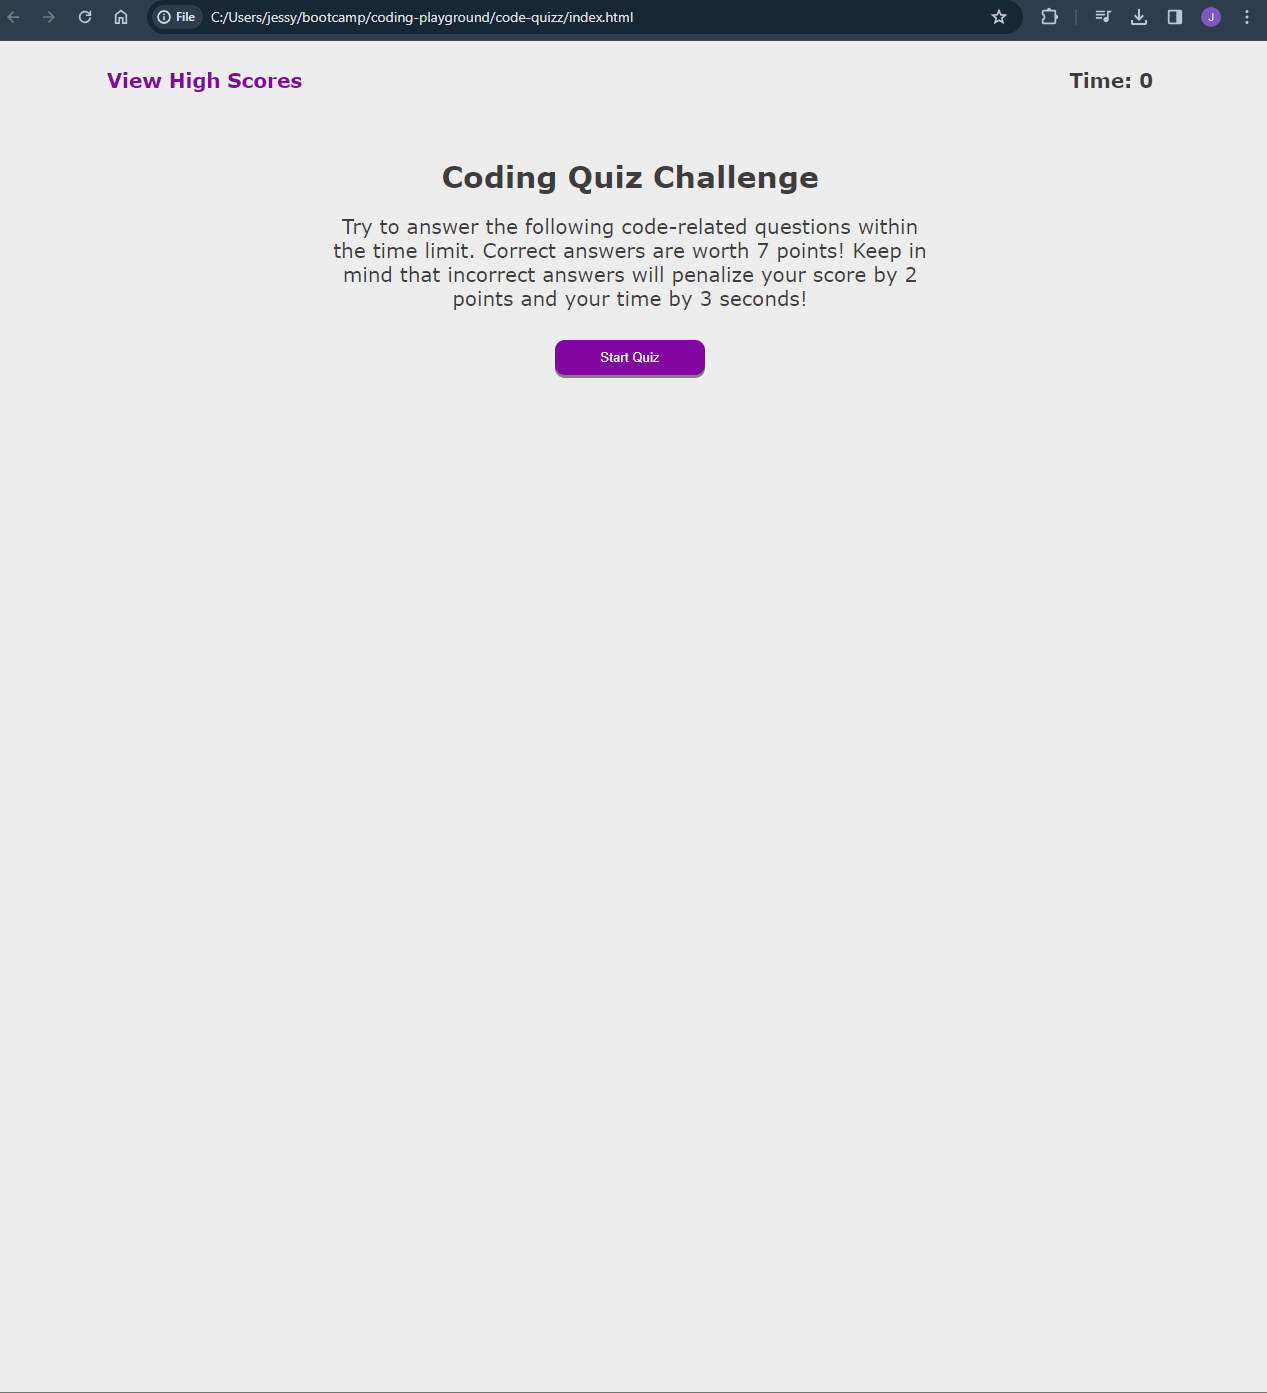 File C:/Users/jessy/bootcamp/coding-playground/code-quizz/index.html
J
View High Scores
Time: 0
Coding Quiz Challenge
Try to answer the following code-related questions within
the time limit. Correct answers are worth 7 points! Keep in
mind that incorrect answers will penalize your score by 2
points and your time by 3 seconds!
Start Quiz